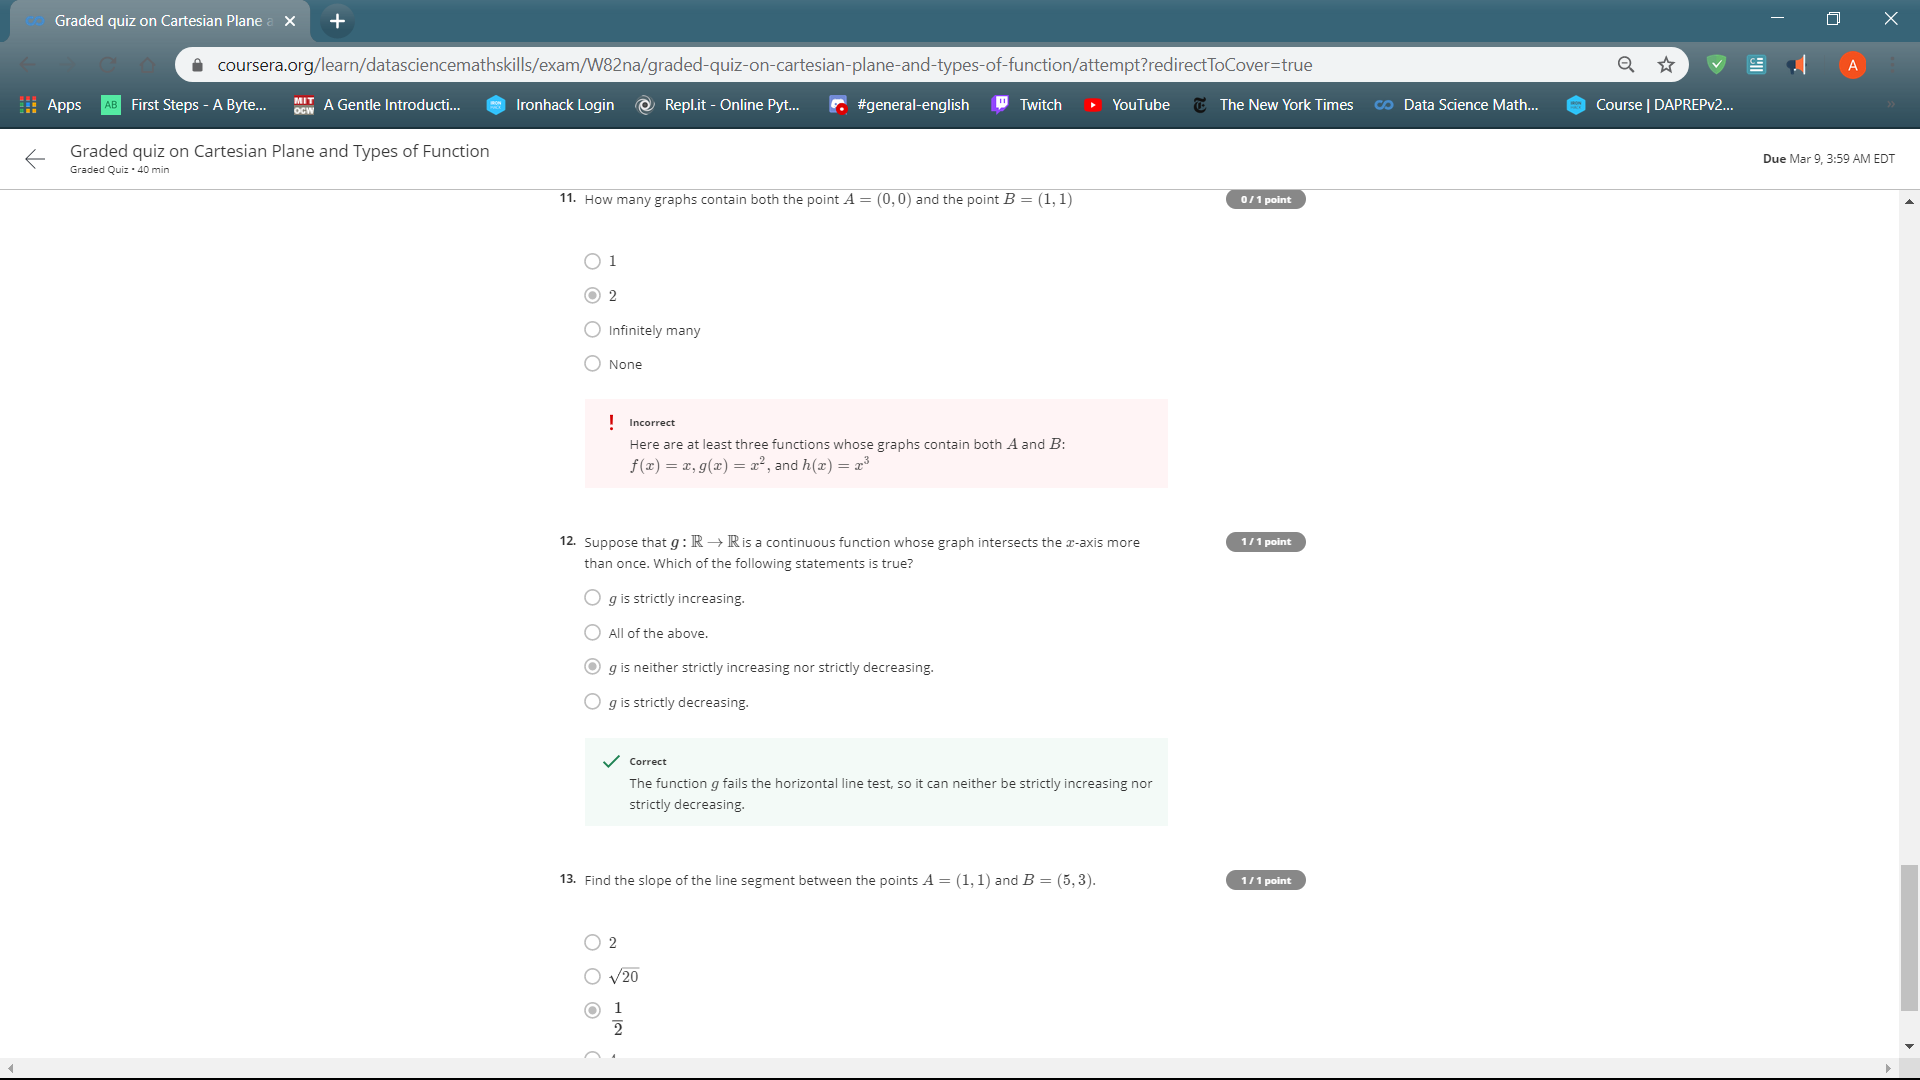 Graded quiz on Cartesian Plane a
coursera.org/learn/datasciencemathskills/exam/W82na/graded-quiz-on-cartesian-plane-and-types-of-function/attempt?redirectToCover=true
A
Apps AB First Steps - A Byte... MIT OCW A Gentle Introducti... Ironhack Login Repl.it - Online Pyt... #general-english Twitch YouTube The New York Times Data Science Math... Course | DAPREPv2...
Graded quiz on Cartesian Plane and Types of Function
Graded Quiz • 40 min
Due Mar 9, 3:59 AM EDT
11. How many graphs contain both the point A = (0, 0) and the point B = (1, 1)
0 / 1 point
1
2
Infinitely many
None
! Incorrect
Here are at least three functions whose graphs contain both A and B:
f(x) = x, g(x) = x², and h(x) = x³
12. Suppose that g : ℝ → ℝ is a continuous function whose graph intersects the x-axis more
than once. Which of the following statements is true?
1 / 1 point
g is strictly increasing.
All of the above.
g is neither strictly increasing nor strictly decreasing.
g is strictly decreasing.
Correct
The function g fails the horizontal line test, so it can neither be strictly increasing nor
strictly decreasing.
13. Find the slope of the line segment between the points A = (1, 1) and B = (5, 3).
1 / 1 point
2
√20
1/2